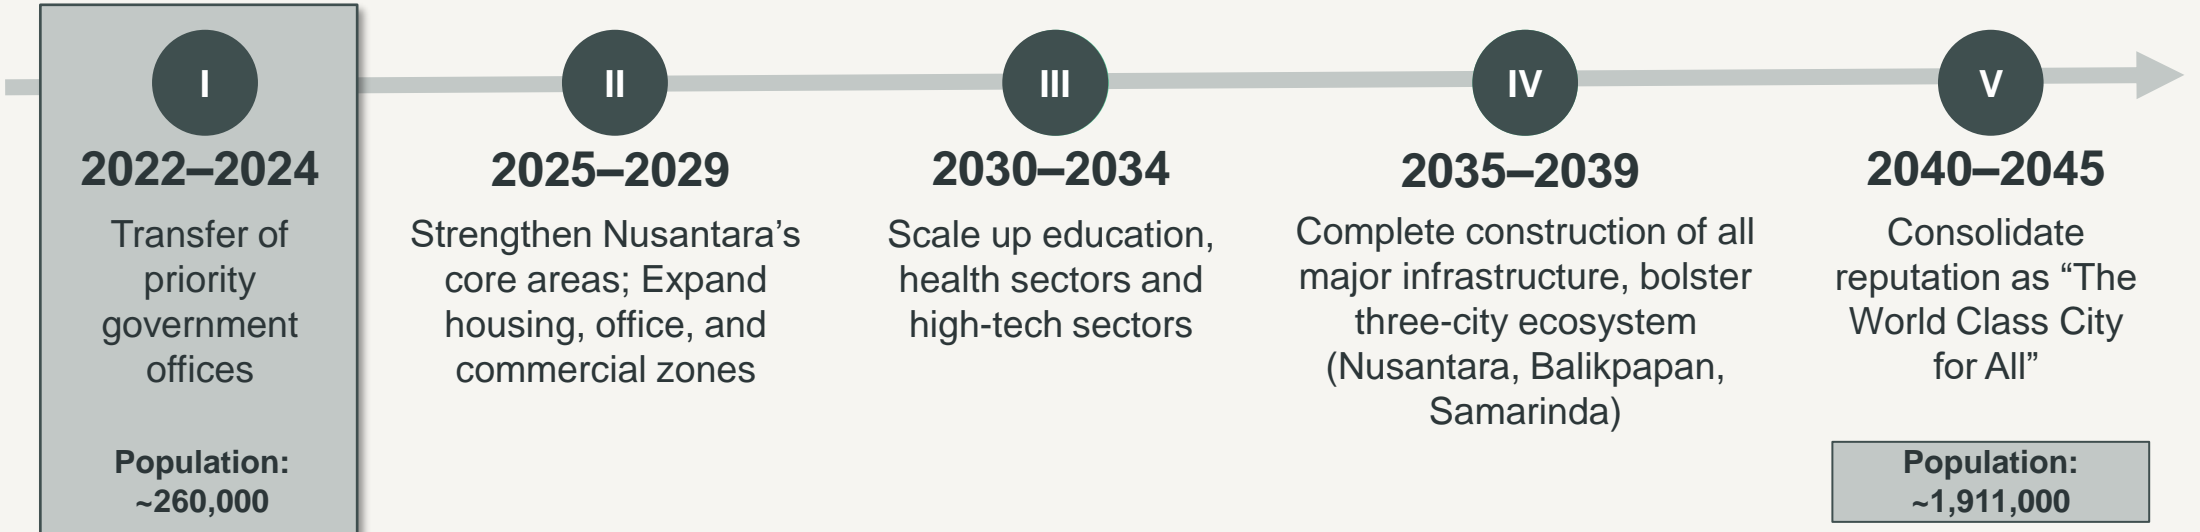 I
2022–2024
Transfer of
priority
government
offices
Population:
~260,000
II
2025–2029
Strengthen Nusantara’s
core areas; Expand
housing, office, and
commercial zones
III
2030–2034
Scale up education,
health sectors and
high-tech sectors
IV
2035–2039
Complete construction of all
major infrastructure, bolster
three-city ecosystem
(Nusantara, Balikpapan,
Samarinda)
V
2040–2045
Consolidate
reputation as “The
World Class City
for All”
Population:
~1,911,000